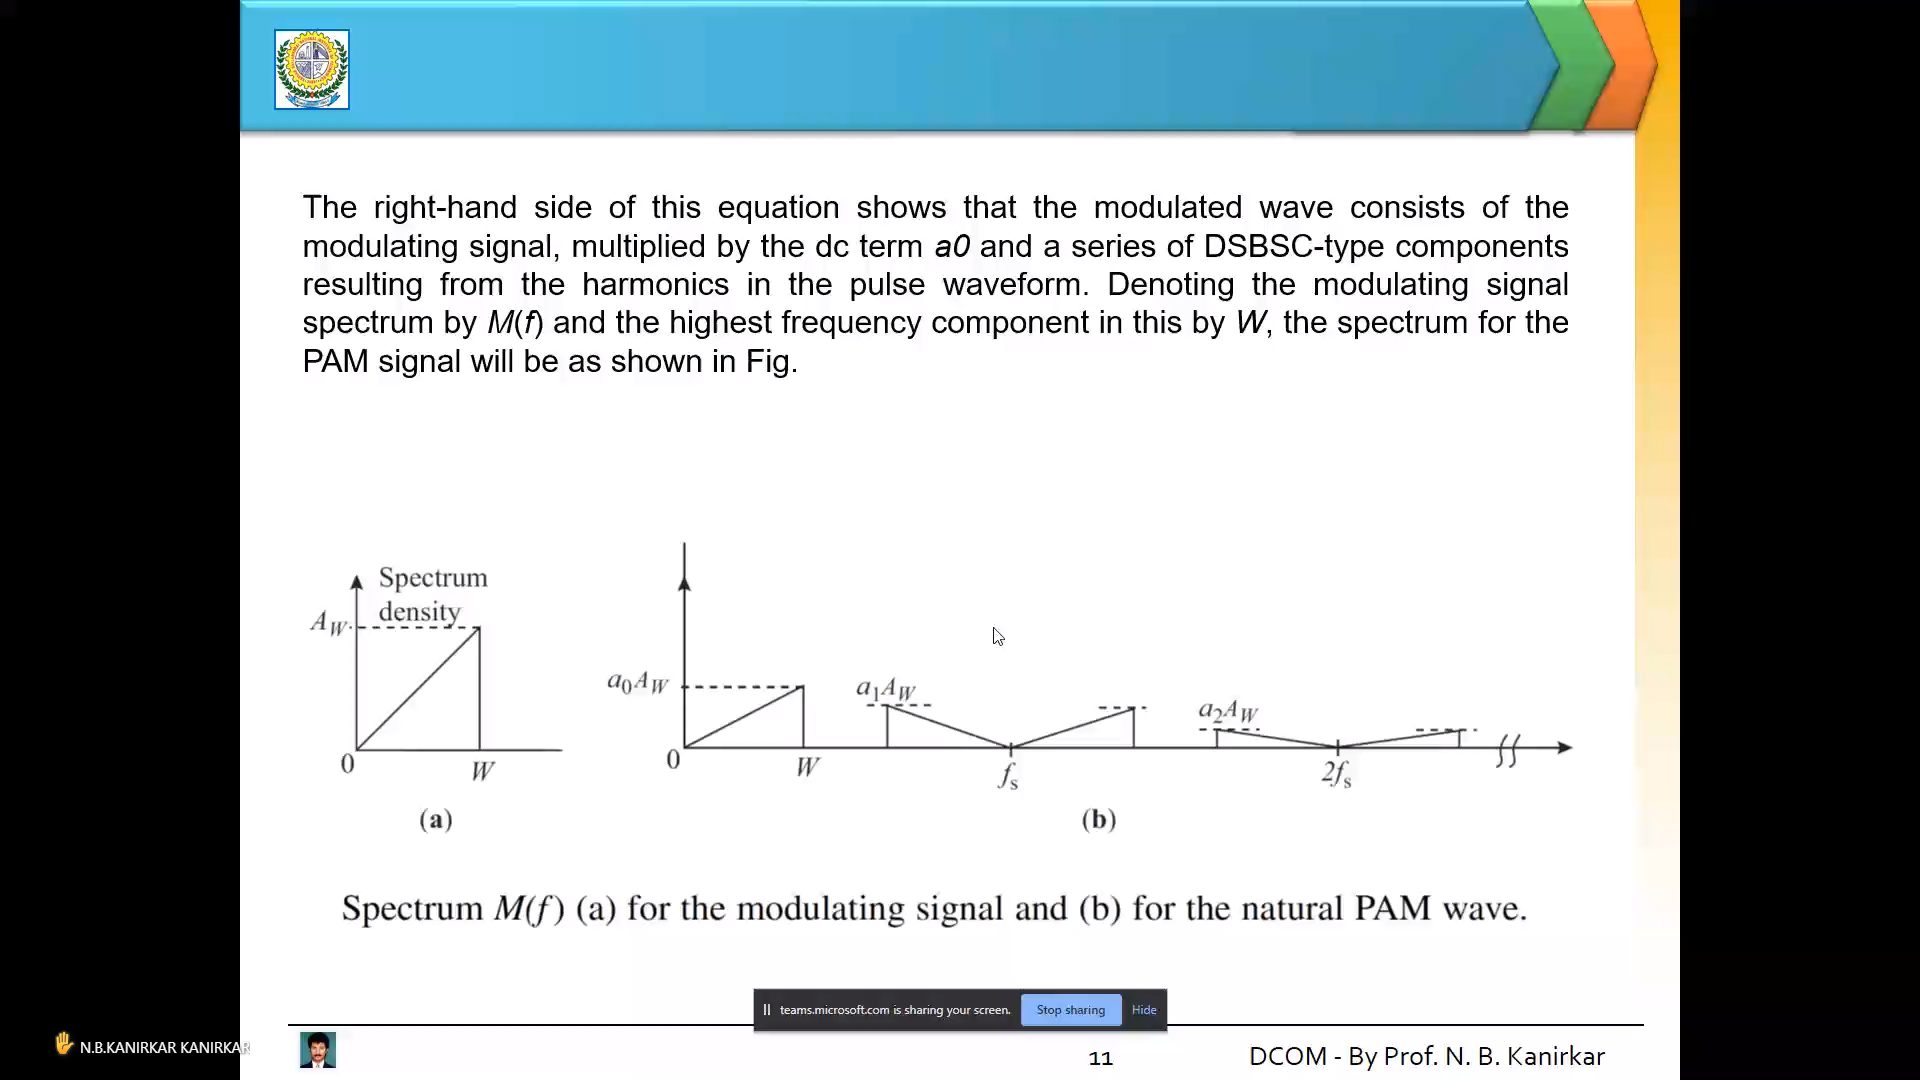 The right-hand side of this equation shows that the modulated wave consists of the
modulating signal, multiplied by the dc term a0 and a series of DSBSC-type components
resulting from the harmonics in the pulse waveform. Denoting the modulating signal
spectrum by M(f) and the highest frequency component in this by W, the spectrum for the
PAM signal will be as shown in Fig.
Spectrum
density
A_W
0
W
(a)
a₀A_W
a₁A_W
a₂A_W
0
W
fₛ
2fₛ
(b)
Spectrum M(f) (a) for the modulating signal and (b) for the natural PAM wave.
teams.microsoft.com is sharing your screen.
Stop sharing
Hide
N.B.KANIRKAR KANIRKAR
11
DCOM - By Prof. N. B. Kanirkar